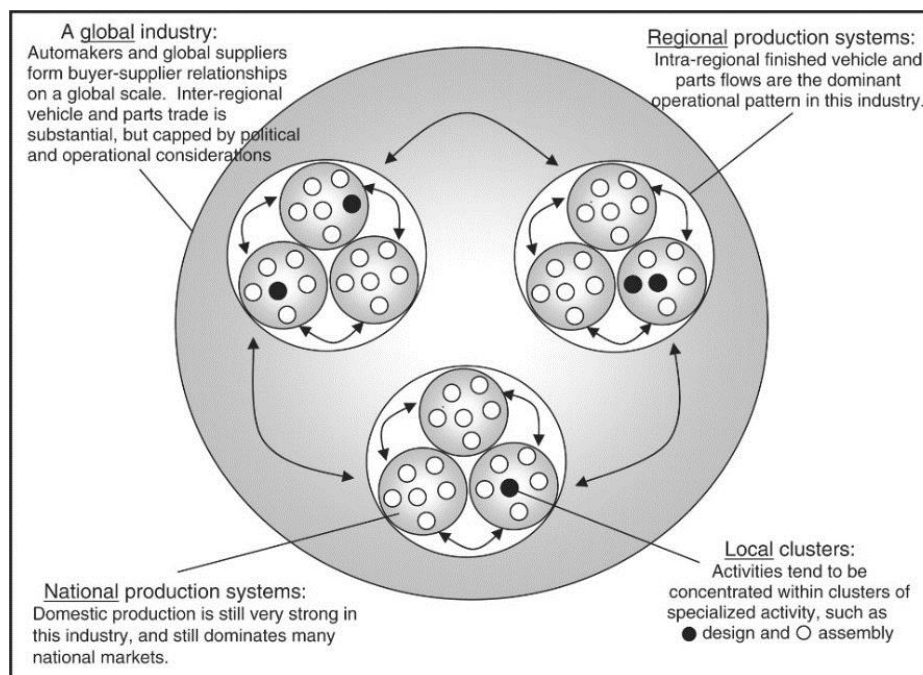 A global industry:
Automakers and global suppliers
form buyer-supplier relationships
on a global scale. Inter-regional
vehicle and parts trade is
substantial, but capped by political
and operational considerations
Regional production systems:
Intra-regional finished vehicle and
parts flows are the dominant
operational pattern in this industry.
National production systems:
Domestic production is still very strong in
this industry, and still dominates many
national markets.
Local clusters:
Activities tend to be
concentrated within clusters of
specialized activity, such as
● design and ○ assembly